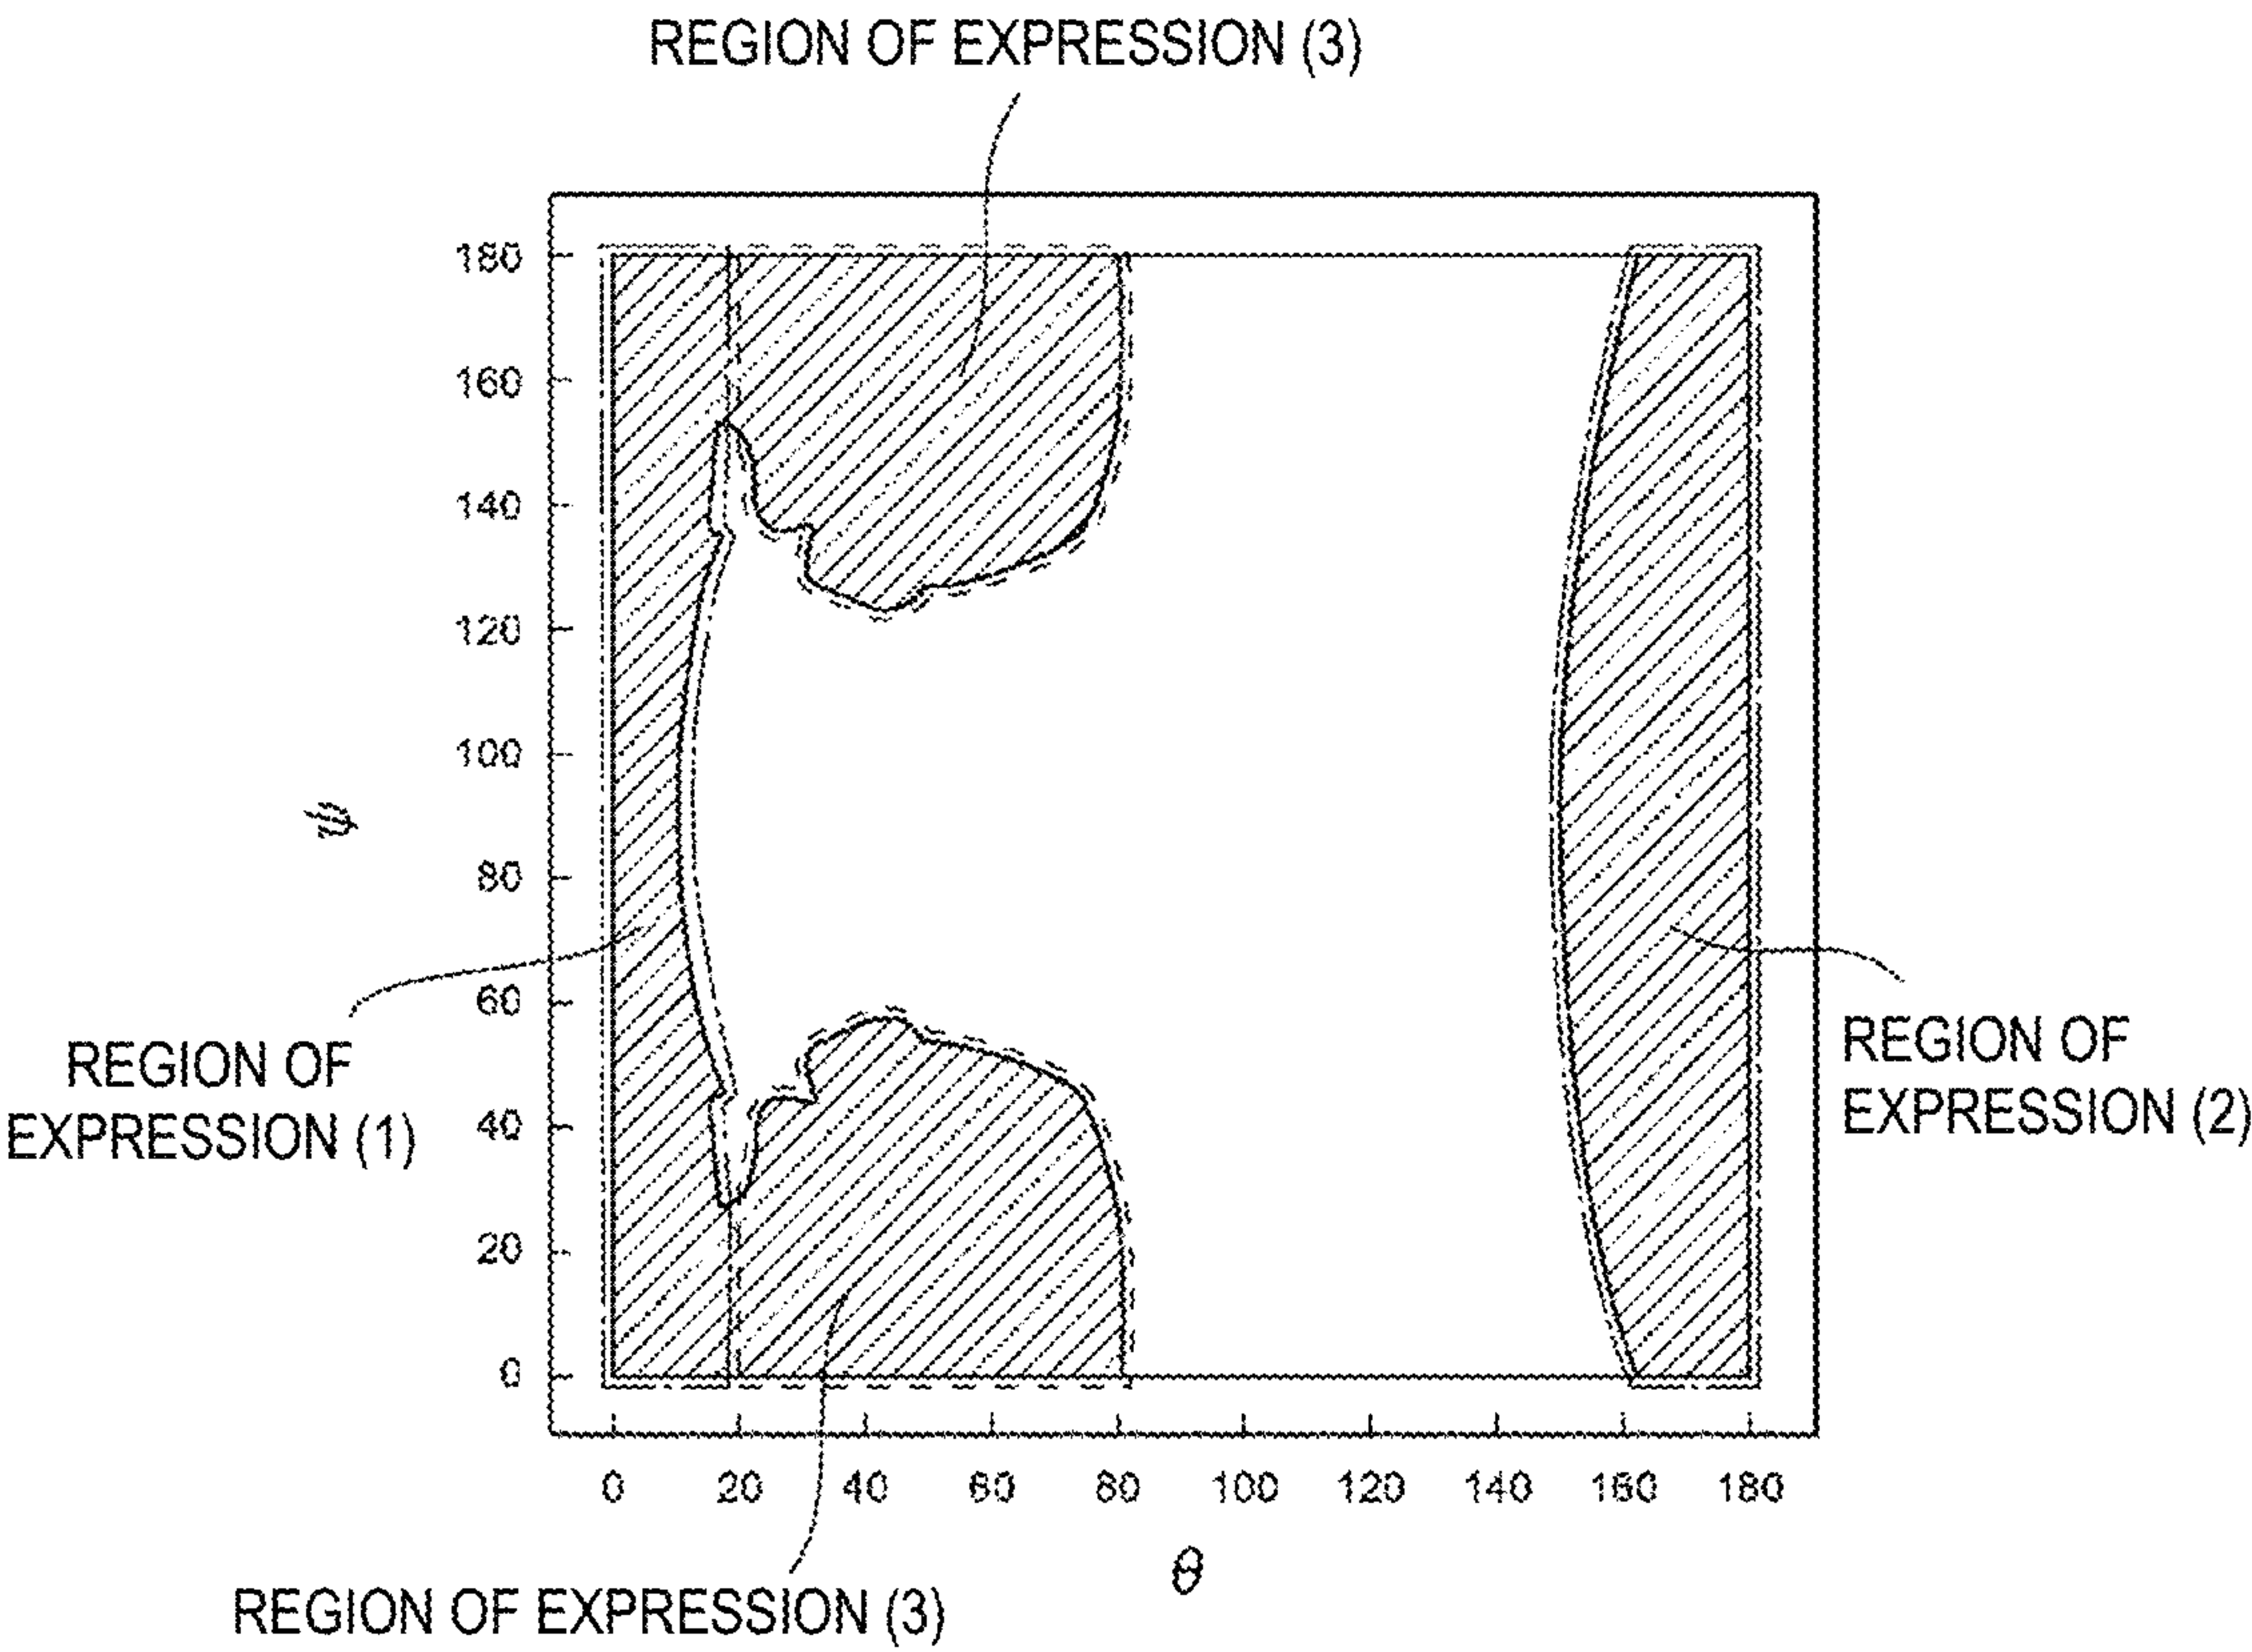 REGION OF EXPRESSION (3)
180
160
140
120
100
80
60
40
20
0
ψ
REGION OF
EXPRESSION (1)
REGION OF
EXPRESSION (2)
0 20 40 60 80 100 120 140 160 180
θ
REGION OF EXPRESSION (3)